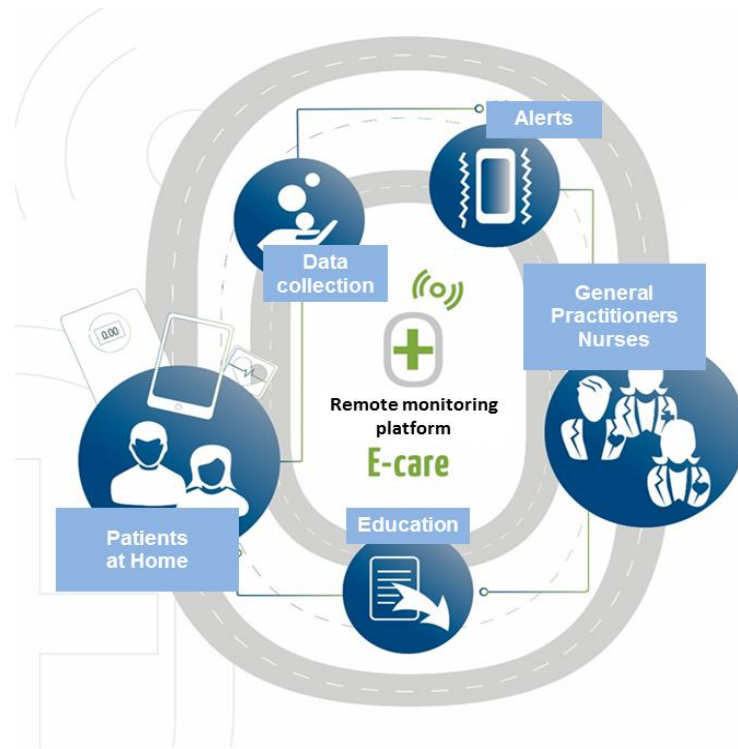 Alerts
Data
collection
General
Practitioners
Nurses
0.00
Remote monitoring
platform
E-care
Education
Patients
at Home